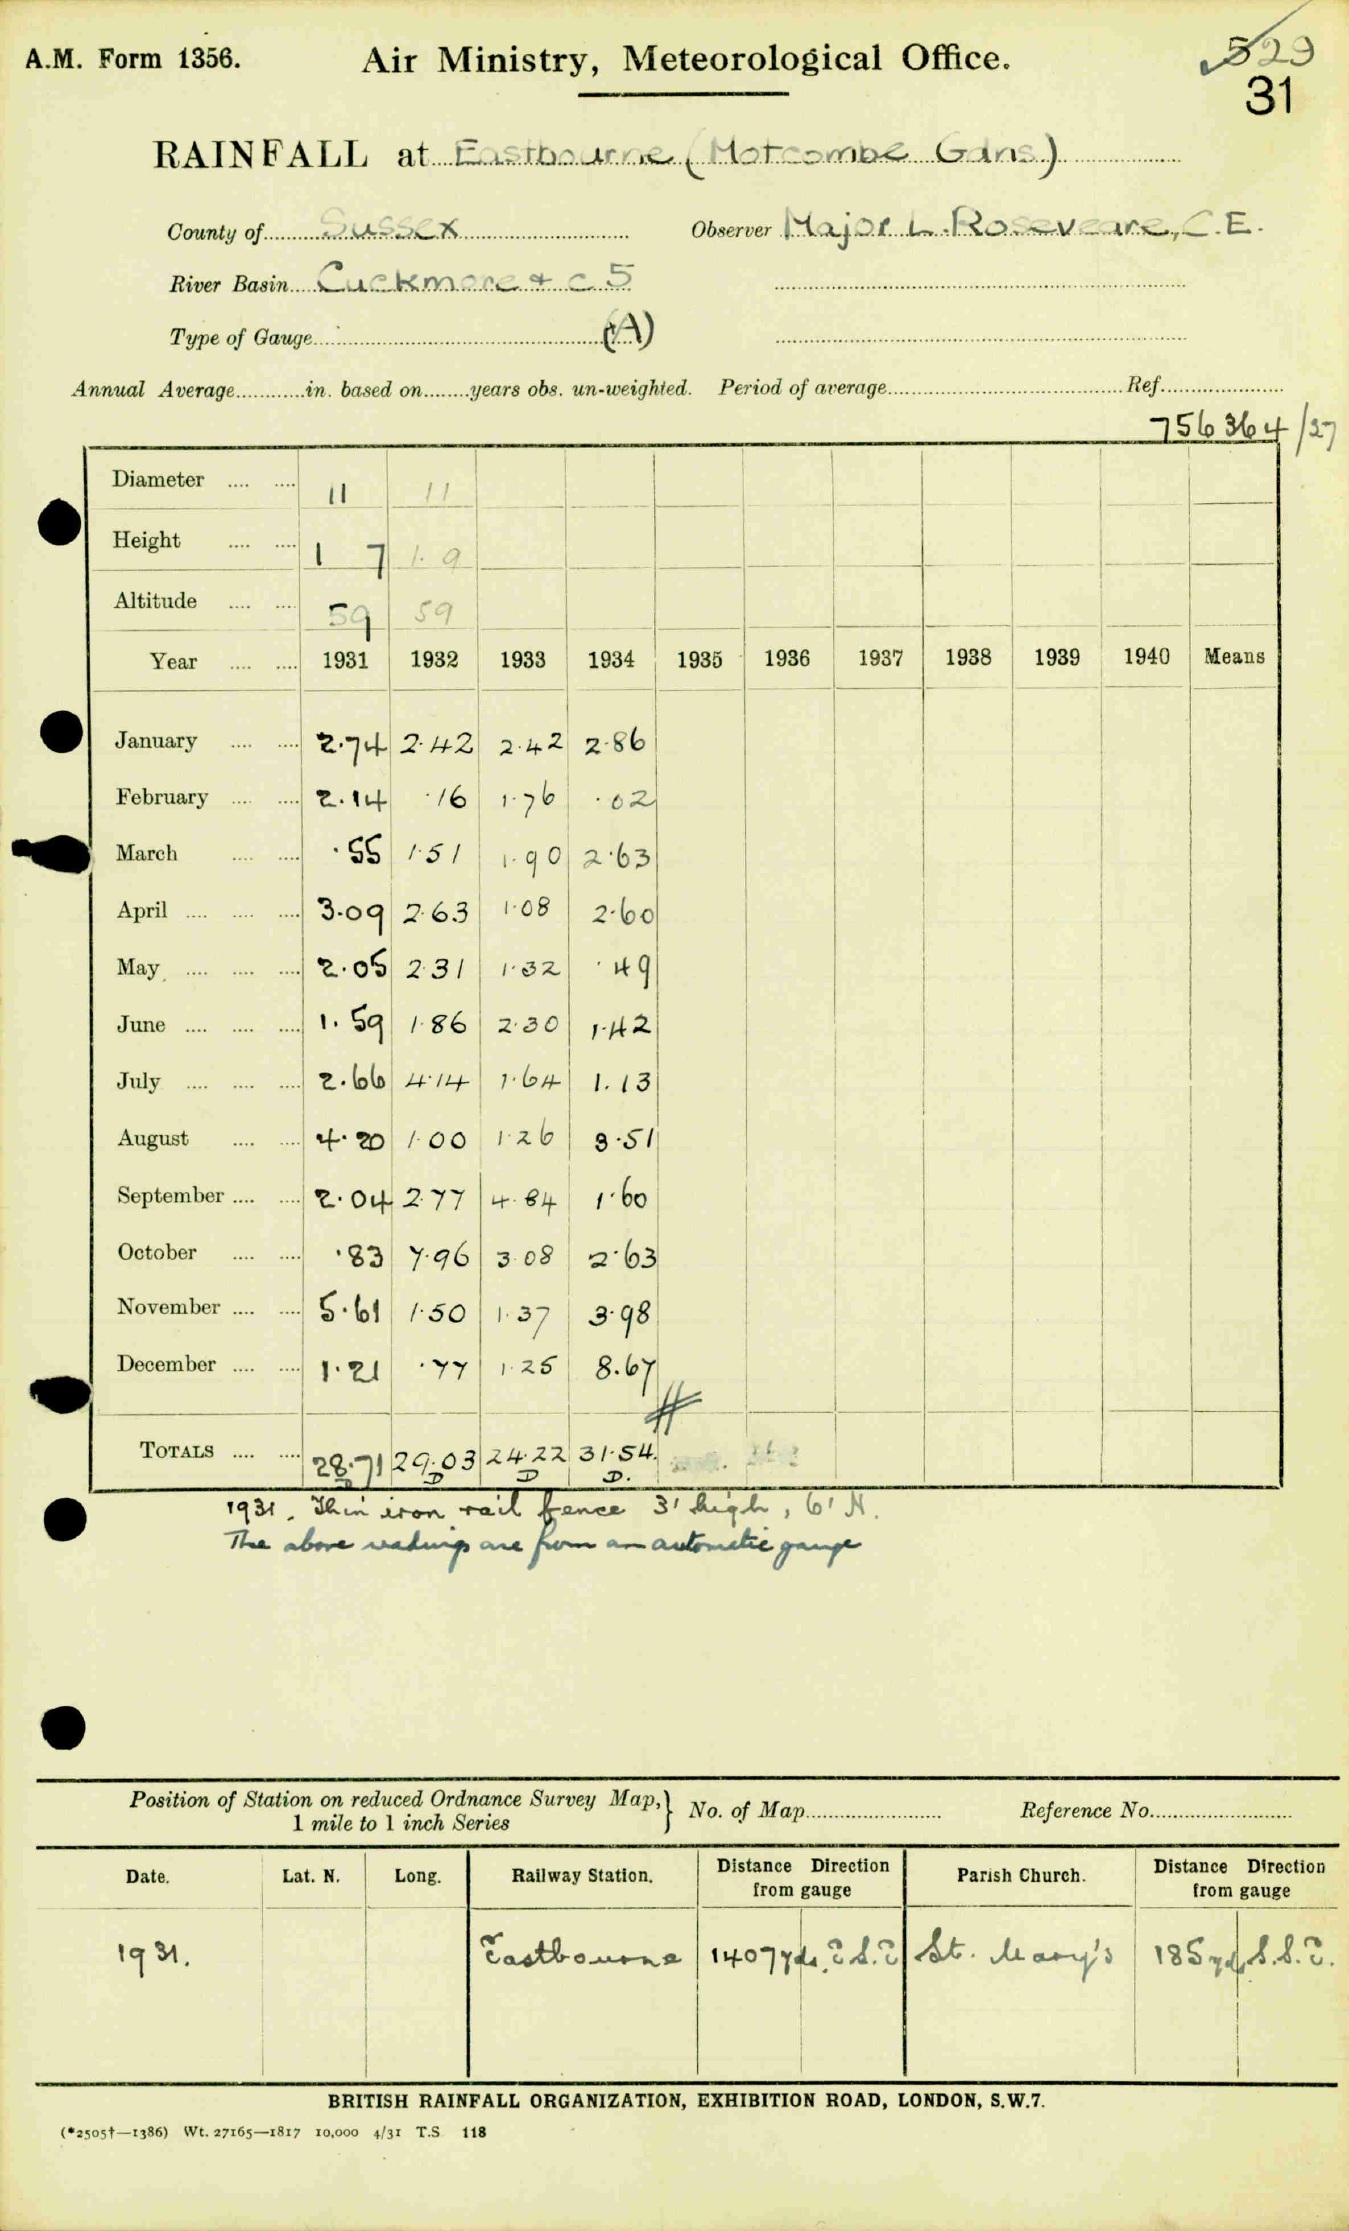 A.M. Form 1356.
Air Ministry, Meteorological Office.
529
31
RAINFALL at Eastbourne (Motcombe Gdns)
County of Sussex Observer Major L. Roseveare, C.E.
River Basin Cuckmere & c 5
Type of Gauge (A)
Annual Average in. based on years obs. un-weighted. Period of average Ref.
756364/27
Diameter 11 11
Height 1 7 1. 9
Altitude 59 59
Year 1931 1932 1933 1934 1935 1936 1937 1938 1939 1940 Means
January 2.74 2.42 2.42 2.86
February 2.14 .16 1.76 .02
March .55 1.51 1.90 2.63
April 3.09 2.63 1.08 2.60
May 2.05 2.31 1.32 .49
June 1.59 1.86 2.30 1.42
July 2.66 4.14 1.64 1.13
August 4.20 1.00 1.26 3.51
September 2.04 2.77 4.84 1.60
October .83 7.96 3.08 2.63
November 5.61 1.50 1.37 3.98
December 1.21 .77 1.25 8.67
TOTALS 28.71 29.03 24.22 31.54.
D D D D.
1931. Thin iron rail fence 3' high, 6' N.
The above readings are from an automatic gauge
Position of Station on reduced Ordnance Survey Map,} No. of Map Reference No.
1 mile to 1 inch Series
Date. Lat. N. Long. Railway Station. Distance Direction from gauge Parish Church. Distance Direction from gauge
1931. Eastbourne 1407 yds. E.S.E St. Mary's 185 yds S.S.E.
BRITISH RAINFALL ORGANIZATION, EXHIBITION ROAD, LONDON, S.W.7.
(*2505†—1386) Wt. 27165—1817 10,000 4/31 T.S 118